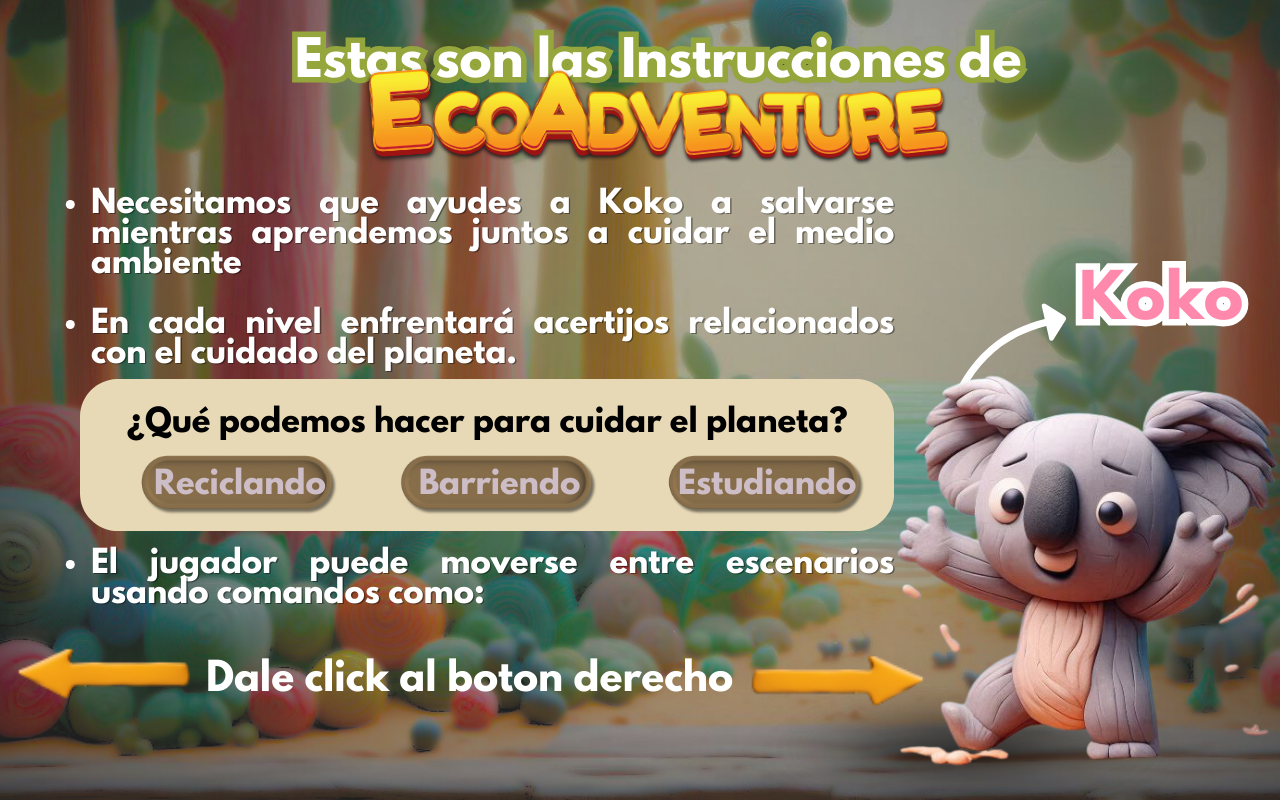 Estas son las Instrucciones de
EcoAdventure
• Necesitamos que ayudes a Koko a salvarse
mientras aprendemos juntos a cuidar el medio
ambiente
Koko
• En cada nivel enfrentará acertijos relacionados
con el cuidado del planeta.
¿Qué podemos hacer para cuidar el planeta?
Reciclando Barriendo Estudiando
• El jugador puede moverse entre escenarios
usando comandos como:
Dale click al boton derecho